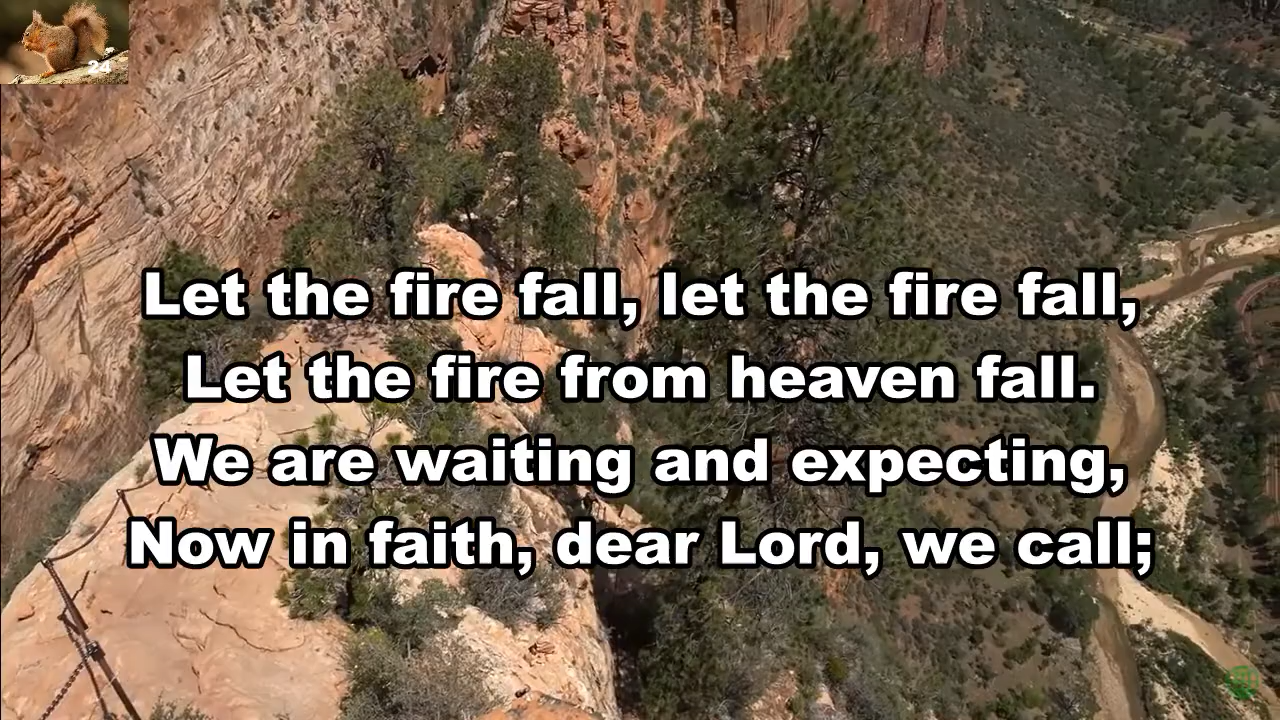 24
Let the fire fall, let the fire fall,
Let the fire from heaven fall.
We are waiting and expecting,
Now in faith, dear Lord, we call;